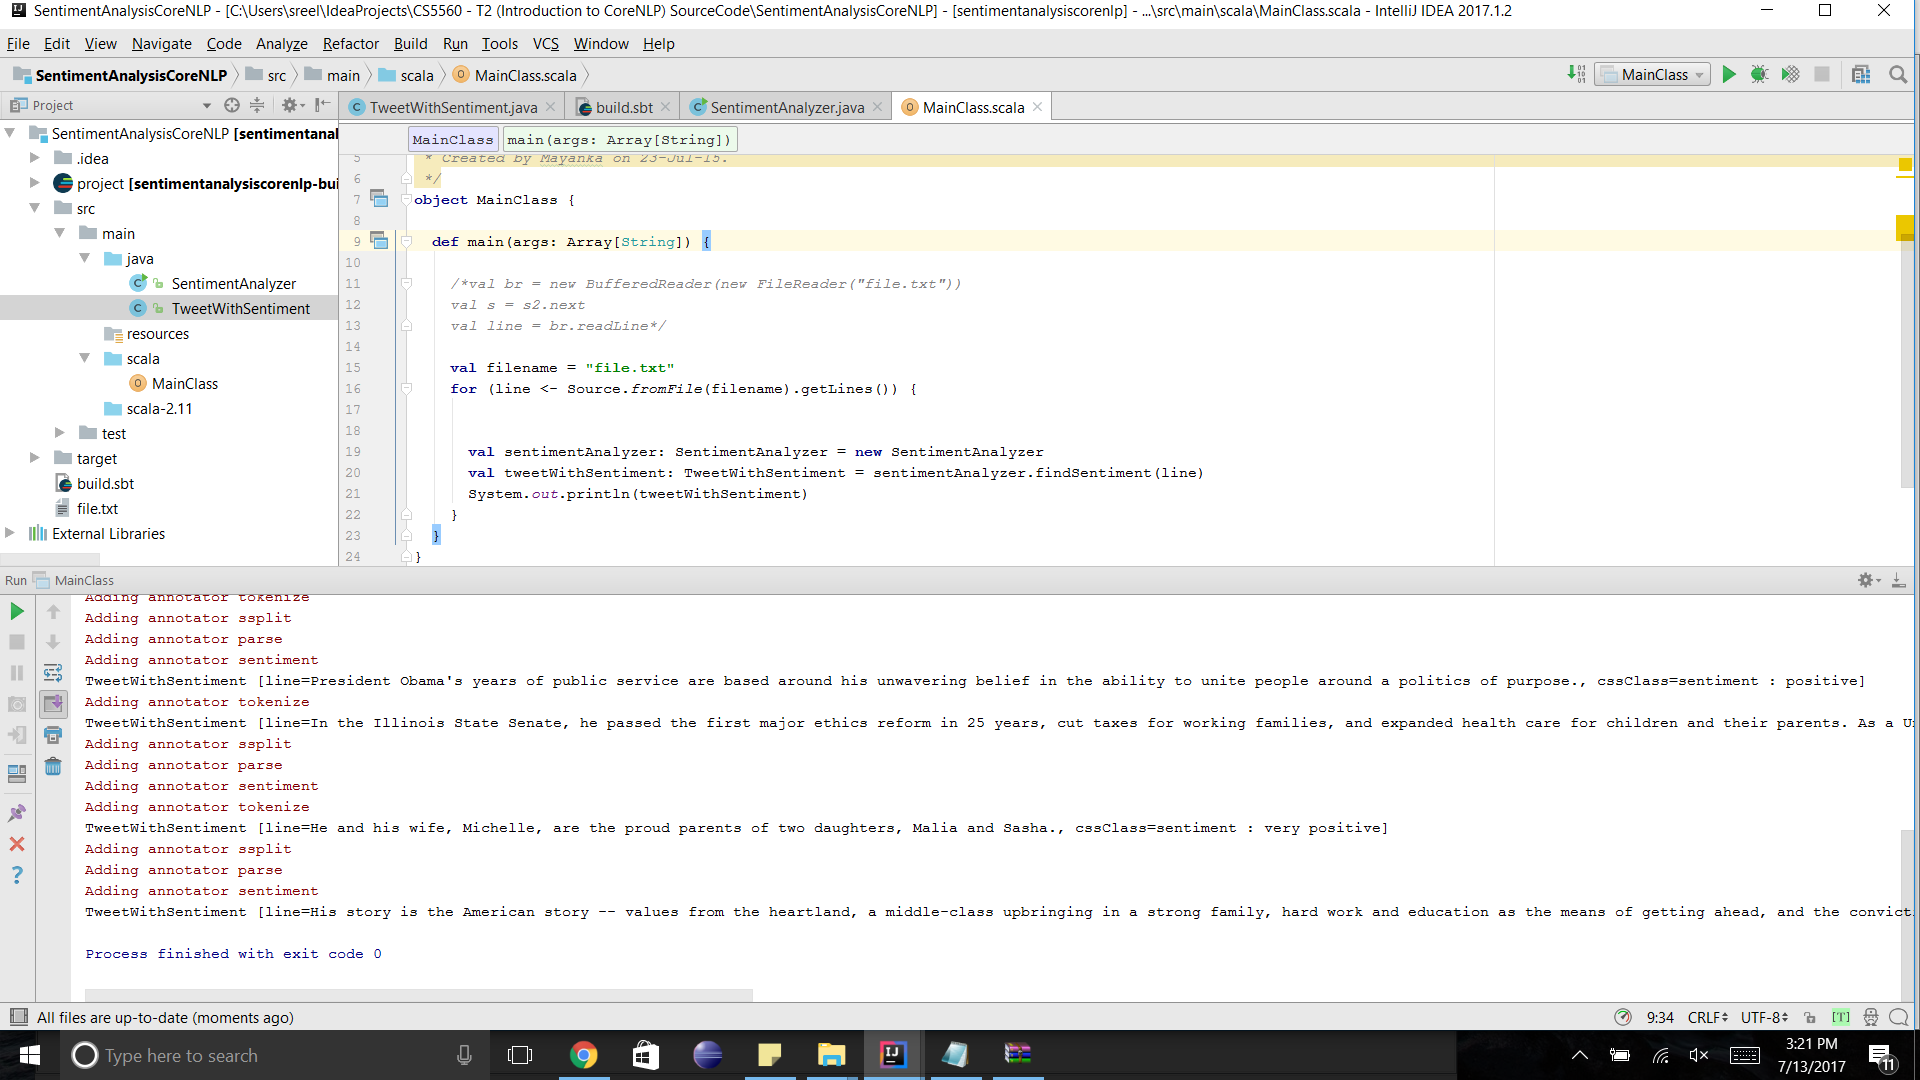 SentimentAnalysisCoreNLP - [C:\Users\sreel\IdeaProjects\CS5560 - T2 (Introduction to CoreNLP) SourceCode\SentimentAnalysisCoreNLP] - [sentimentanalysiscorenlp] - ...\src\main\scala\MainClass.scala - IntelliJ IDEA 2017.1.2
File Edit View Navigate Code Analyze Refactor Build Run Tools VCS Window Help
SentimentAnalysisCoreNLP src main scala MainClass.scala MainClass
Project TweetWithSentiment.java build.sbt SentimentAnalyzer.java MainClass.scala
MainClass main(args: Array[String])
SentimentAnalysisCoreNLP [sentimentanal
.idea
project [sentimentanalysiscorenlp-bui
src
main
java
SentimentAnalyzer
TweetWithSentiment
resources
scala
MainClass
scala-2.11
test
target
build.sbt
file.txt
External Libraries
5 * Created by Mayanka on 23-Jul-15.
6 */
7 object MainClass {
8
9 def main(args: Array[String]) {
10
11 /*val br = new BufferedReader(new FileReader("file.txt"))
12 val s = s2.next
13 val line = br.readLine*/
14
15 val filename = "file.txt"
16 for (line <- Source.fromFile(filename).getLines()) {
17
18
19 val sentimentAnalyzer: SentimentAnalyzer = new SentimentAnalyzer
20 val tweetWithSentiment: TweetWithSentiment = sentimentAnalyzer.findSentiment(line)
21 System.out.println(tweetWithSentiment)
22 }
23 }
24 }
Run MainClass
Adding annotator tokenize
Adding annotator ssplit
Adding annotator parse
Adding annotator sentiment
TweetWithSentiment [line=President Obama's years of public service are based around his unwavering belief in the ability to unite people around a politics of purpose., cssClass=sentiment : positive]
Adding annotator tokenize
TweetWithSentiment [line=In the Illinois State Senate, he passed the first major ethics reform in 25 years, cut taxes for working families, and expanded health care for children and their parents. As a U
Adding annotator ssplit
Adding annotator parse
Adding annotator sentiment
Adding annotator tokenize
TweetWithSentiment [line=He and his wife, Michelle, are the proud parents of two daughters, Malia and Sasha., cssClass=sentiment : very positive]
Adding annotator ssplit
Adding annotator parse
Adding annotator sentiment
TweetWithSentiment [line=His story is the American story -- values from the heartland, a middle-class upbringing in a strong family, hard work and education as the means of getting ahead, and the convict
Process finished with exit code 0
All files are up-to-date (moments ago) 9:34 CRLF UTF-8 [T]
Type here to search
3:21 PM
7/13/2017
11